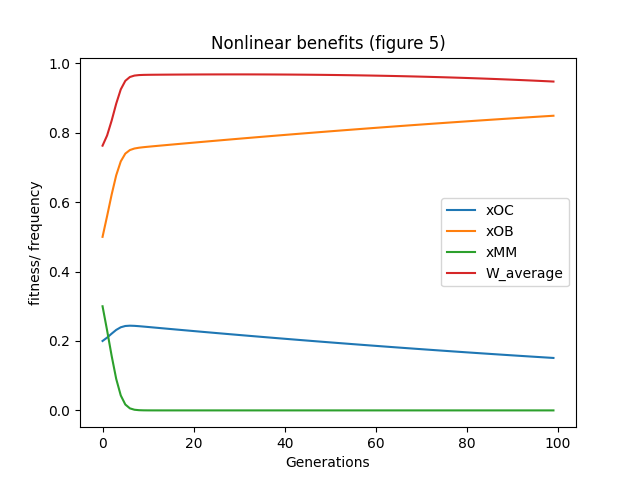 Nonlinear benefits (figure 5)
fitness/ frequency
1.0
0.8
0.6
0.4
0.2
0.0
xOC
xOB
xMM
W_average
0 20 40 60 80 100
Generations